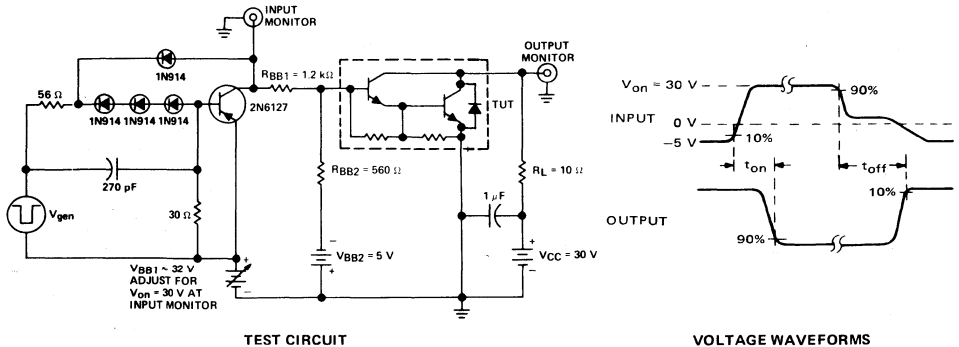 INPUT
MONITOR
1N914
56 Ω
1N914 1N914 1N914
270 pF
Vgen
30 Ω
2N6127
RBB1 = 1.2 kΩ
RBB2 = 560 Ω
VBB1 ~ 32 V
ADJUST FOR
Von = 30 V AT
INPUT MONITOR
+
−
−
VBB2 = 5 V
+
TUT
OUTPUT
MONITOR
RL = 10 Ω
1 μF
+
VCC = 30 V
−
TEST CIRCUIT
Von = 30 V
90%
INPUT
0 V
10%
−5 V
ton
toff
10%
OUTPUT
90%
VOLTAGE WAVEFORMS